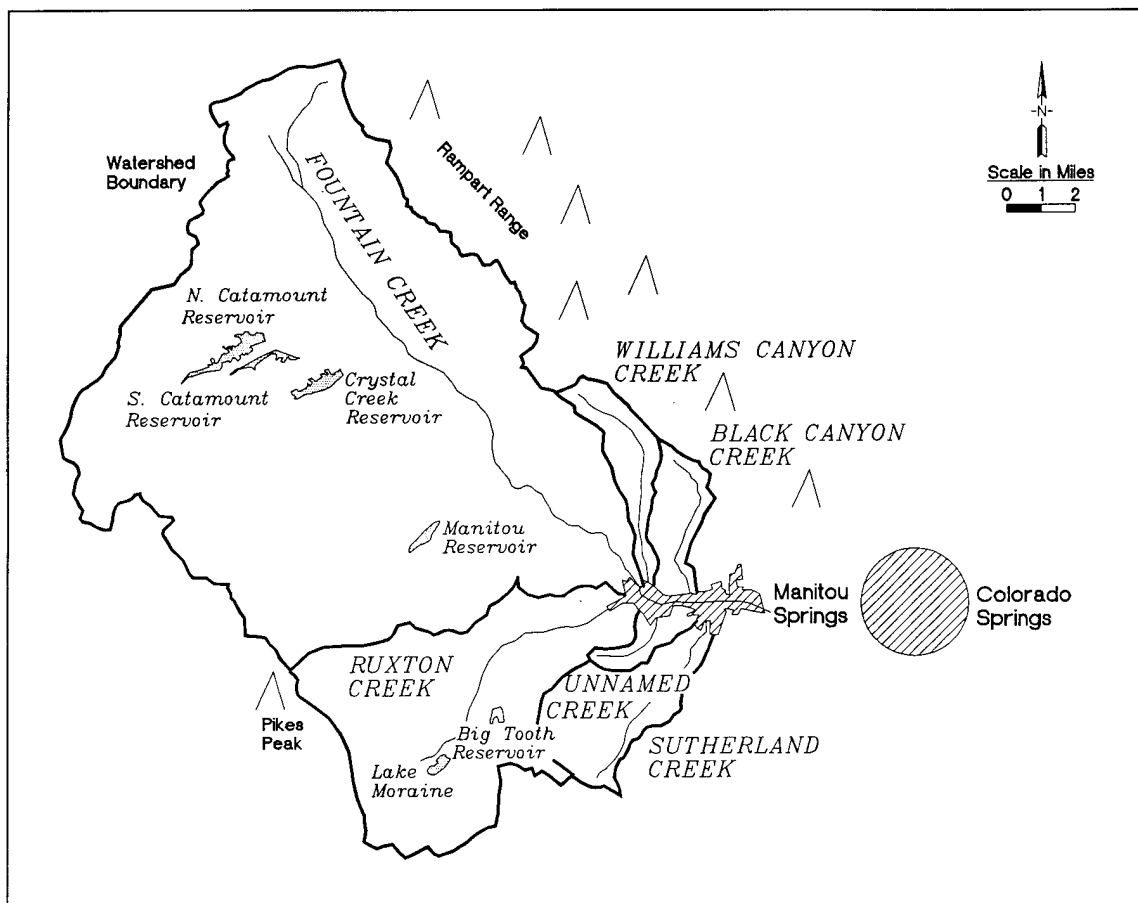 -N-
Scale in Miles
0 1 2
Watershed
Boundary
Rampart Range
FOUNTAIN CREEK
N. Catamount
Reservoir
S. Catamount
Reservoir
Crystal
Creek
Reservoir
WILLIAMS CANYON
CREEK
BLACK CANYON
CREEK
Manitou
Reservoir
Manitou
Springs
Colorado
Springs
RUXTON
CREEK
UNNAMED
CREEK
Pikes
Peak
Big Tooth
Reservoir
SUTHERLAND
CREEK
Lake
Moraine